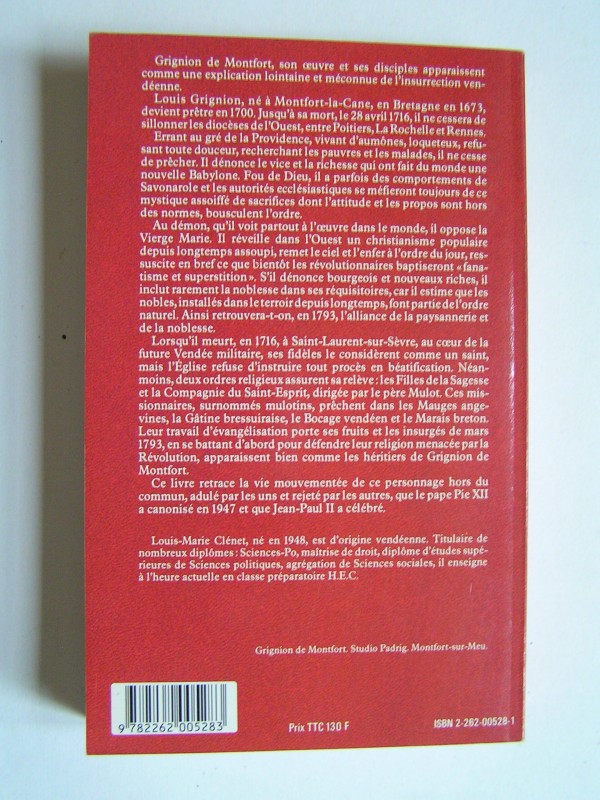 Grignion de Montfort, son œuvre et ses disciples apparaissent
comme une explication lointaine et méconnue de l'insurrection ven-
déenne.
Louis Grignion, né à Montfort-la-Cane, en Bretagne en 1673,
devient prêtre en 1700. Jusqu'à sa mort, le 28 avril 1716, il ne cessera de
sillonner les diocèses de l'Ouest, entre Poitiers, La Rochelle et Rennes.
Errant au gré de la Providence, vivant d'aumônes, loqueteux, refu-
sant toute douceur, recherchant les pauvres et les malades, il ne cesse
de prêcher. Il dénonce le vice et la richesse qui ont fait du monde une
nouvelle Babylone. Fou de Dieu, il a parfois des comportements de
Savonarole et les autorités ecclésiastiques se méfieront toujours de ce
mystique assoiffé de sacrifices dont l'attitude et les propos sont hors
des normes, bousculent l'ordre.
Au démon, qu'il voit partout à l'œuvre dans le monde, il oppose la
Vierge Marie. Il réveille dans l'Ouest un christianisme populaire
depuis longtemps assoupi, remet le ciel et l'enfer à l'ordre du jour, res-
suscite en bref ce que bientôt les révolutionnaires baptiseront « fana-
tisme et superstition ». S'il dénonce bourgeois et nouveaux riches, il
inclut rarement la noblesse dans ses réquisitoires, car il estime que les
nobles, installés dans le terroir depuis longtemps, font partie de l'ordre
naturel. Ainsi retrouvera-t-on, en 1793, l'alliance de la paysannerie et
de la noblesse.
Lorsqu'il meurt, en 1716, à Saint-Laurent-sur-Sèvre, au cœur de la
future Vendée militaire, ses fidèles le considèrent comme un saint,
mais l'Église refuse d'instruire tout procès en béatification. Néan-
moins, deux ordres religieux assurent sa relève : les Filles de la Sagesse
et la Compagnie du Saint-Esprit, dirigée par le père Mulot. Ces mis-
sionnaires, surnommés mulotins, prêchent dans les Mauges ange-
vines, la Gâtine bressuiraise, le Bocage vendéen et le Marais breton.
Leur travail d'évangélisation porte ses fruits et les insurgés de mars
1793, en se battant d'abord pour défendre leur religion menacée par la
Révolution, apparaissent bien comme les héritiers de Grignion de
Montfort.
Ce livre retrace la vie mouvementée de ce personnage hors du
commun, adulé par les uns et rejeté par les autres, que le pape Pie XII
a canonisé en 1947 et que Jean-Paul II a célébré.
Louis-Marie Clénet, né en 1948, est d'origine vendéenne. Titulaire de
nombreux diplômes : Sciences-Po, maîtrise de droit, diplôme d'études supé-
rieures de Sciences politiques, agrégation de Sciences sociales, il enseigne
à l'heure actuelle en classe préparatoire H.E.C.
Grignion de Montfort. Studio Padrig. Montfort-sur-Meu.
9 782262 005283
Prix TTC 130 F
ISBN 2-262-00528-1